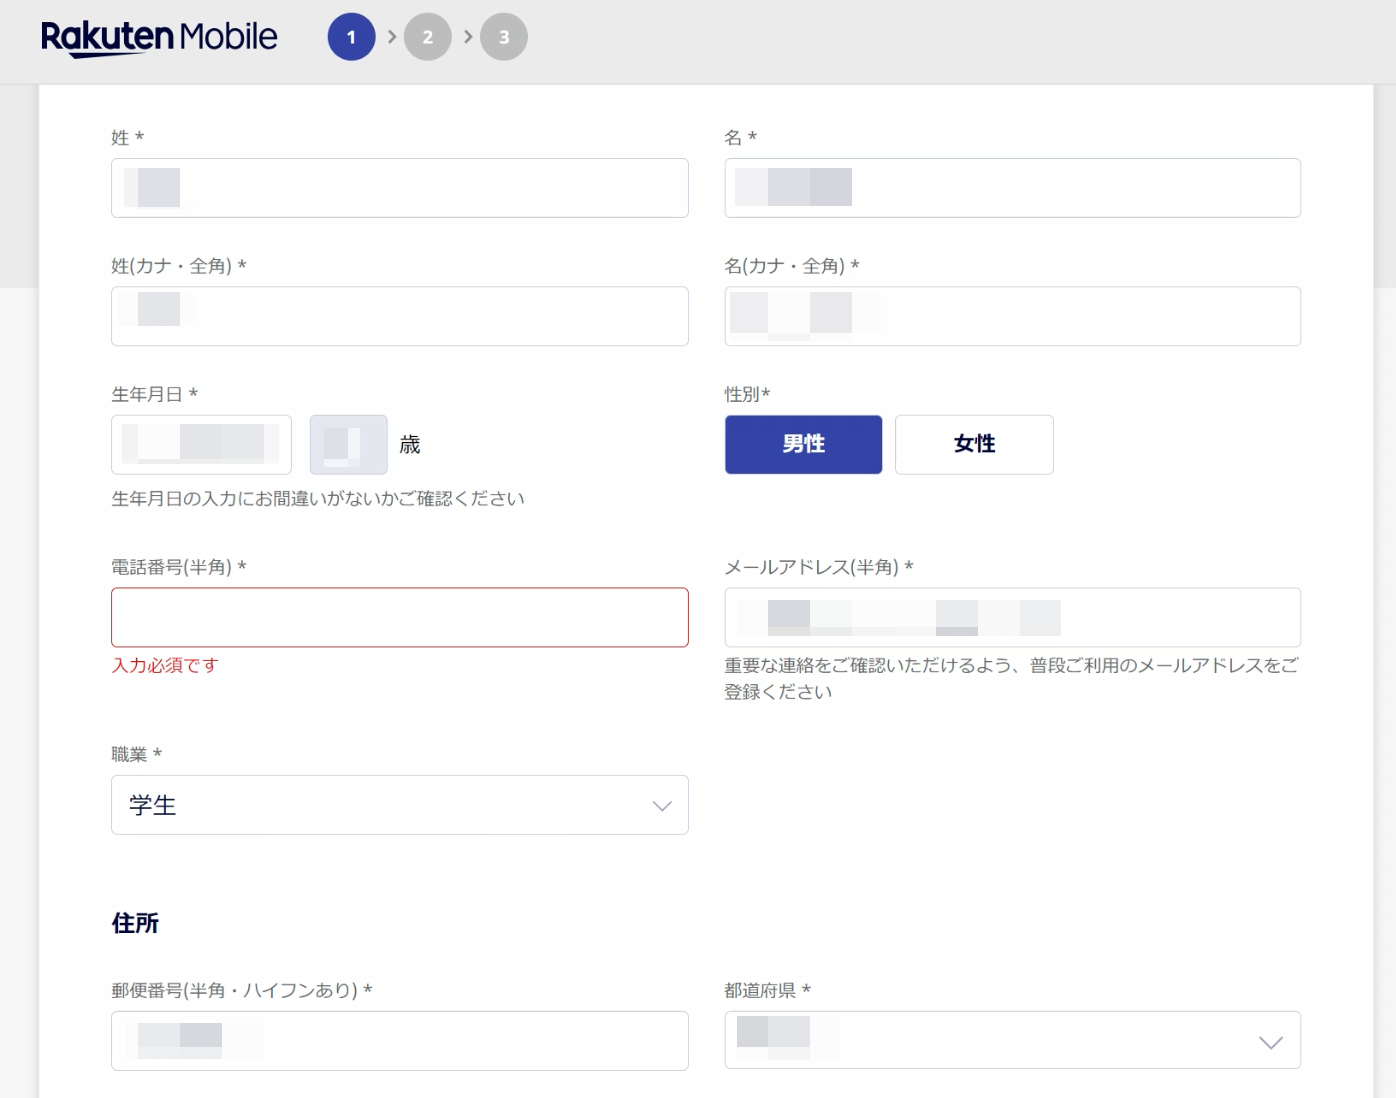 Rakuten Mobile
1 > 2 > 3
姓 *
名 *
姓(カナ・全角) *
名(カナ・全角) *
生年月日 *
歳
生年月日の入力にお間違いがないかご確認ください
性別*
男性
女性
電話番号(半角) *
入力必須です
メールアドレス(半角) *
重要な連絡をご確認いただけるよう、普段ご利用のメールアドレスをご
登録ください
職業 *
学生
住所
郵便番号(半角・ハイフンあり) *
都道府県 *